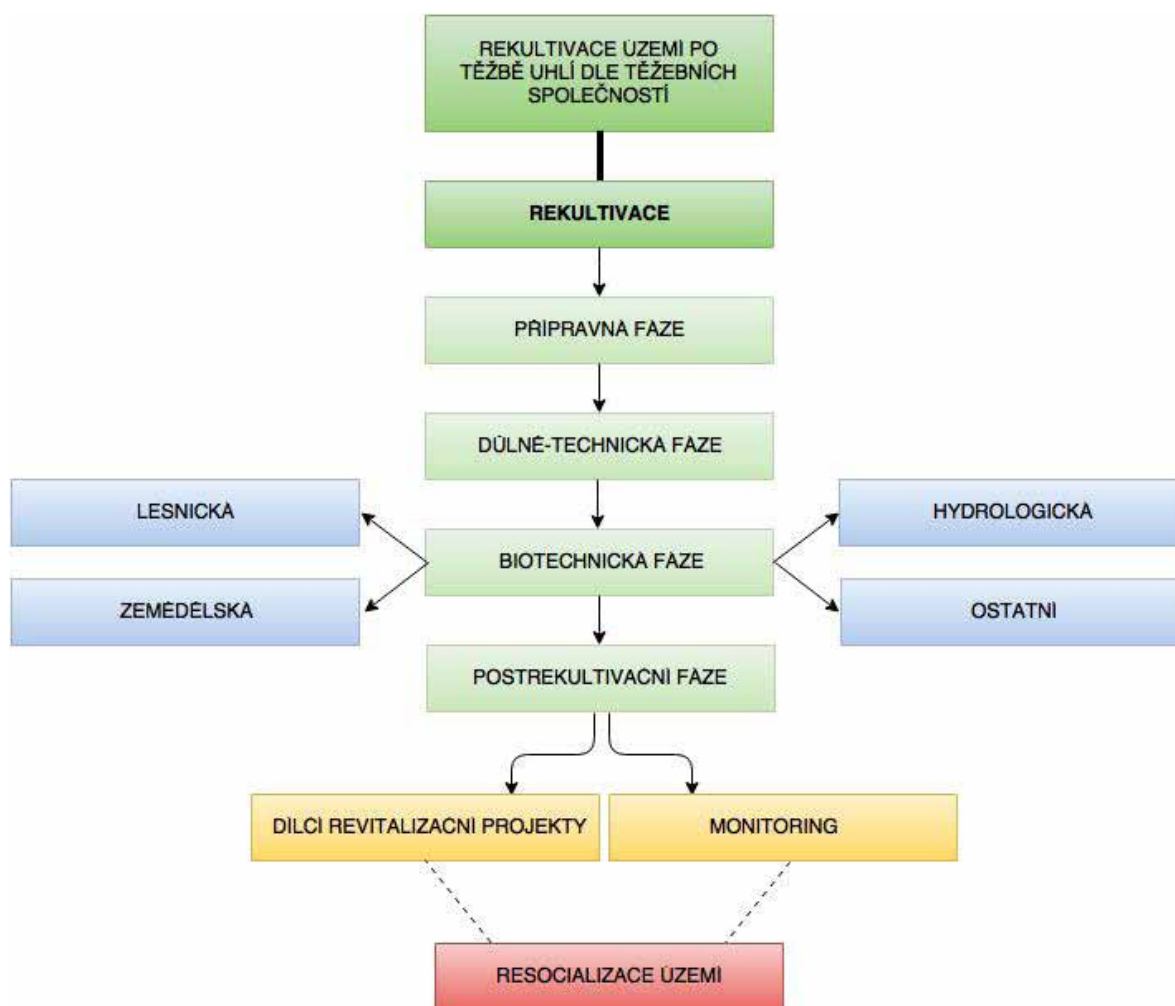 REKULTIVACE ÚZEMÍ PO
TĚŽBĚ UHLÍ DLE TĚŽEBNÍCH
SPOLEČNOSTÍ
REKULTIVACE
PŘÍPRAVNÁ FÁZE
DŮLNĚ-TECHNICKÁ FÁZE
LESNICKÁ
HYDROLOGICKÁ
BIOTECHNICKÁ FÁZE
ZEMĚDĚLSKÁ
OSTATNÍ
POSTREKULTIVAČNÍ FÁZE
DÍLČÍ REVITALIZAČNÍ PROJEKTY
MONITORING
RESOCIALIZACE ÚZEMÍ